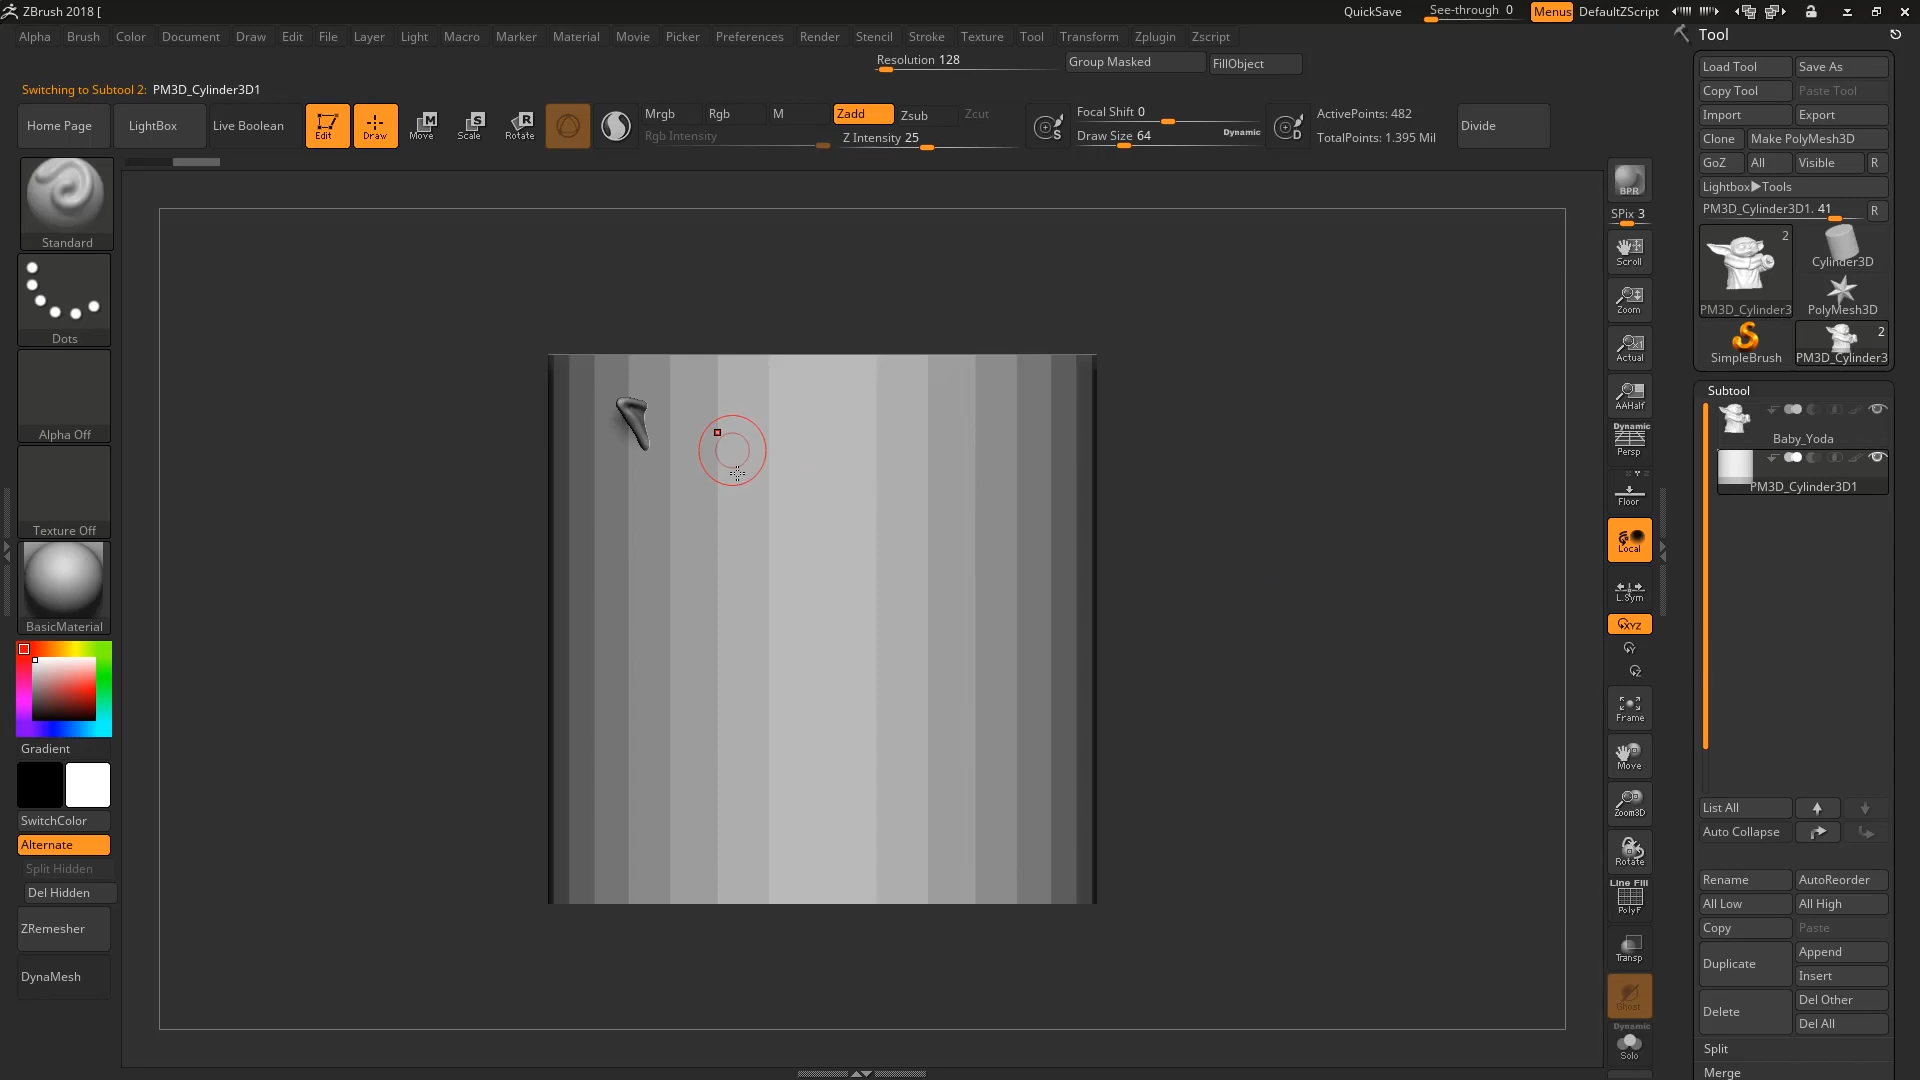 ZBrush 2018 [
QuickSave
See-through 0
Menus
DefaultZScript
Alpha
Brush
Color
Document
Draw
Edit
File
Layer
Light
Macro
Marker
Material
Movie
Picker
Preferences
Render
Stencil
Stroke
Texture
Tool
Transform
Zplugin
Zscript
Tool
Resolution 128
Group Masked
FillObject
Load Tool
Save As
Switching to Subtool 2: PM3D_Cylinder3D1
Copy Tool
Paste Tool
Import
Export
Home Page
LightBox
Live Boolean
Edit
Draw
Move
Scale
Rotate
Mrgb
Rgb
M
Zadd
Zsub
Zcut
Rgb Intensity
Z Intensity 25
Focal Shift 0
Draw Size 64
Dynamic
ActivePoints: 482
TotalPoints: 1.395 Mil
Divide
Clone
Make PolyMesh3D
GoZ
All
Visible
R
Lightbox▶Tools
PM3D_Cylinder3D1. 41
R
2
Cylinder3D
PM3D_Cylinder3
PolyMesh3D
SimpleBrush
2
PM3D_Cylinder3
Subtool
Baby_Yoda
PM3D_Cylinder3D1
Standard
Dots
Alpha Off
Texture Off
BasicMaterial
Gradient
SwitchColor
Alternate
Split Hidden
Del Hidden
ZRemesher
DynaMesh
BPR
SPix 3
Scroll
Zoom
Actual
AAHalf
Dynamic
Persp
Floor
Local
L.Sym
XYZ
Y
Z
Frame
Move
Zoom3D
Rotate
Line Fill
PolyF
Transp
Ghost
Dynamic
Solo
List All
Auto Collapse
Rename
AutoReorder
All Low
All High
Copy
Paste
Duplicate
Append
Insert
Delete
Del Other
Del All
Split
Merge